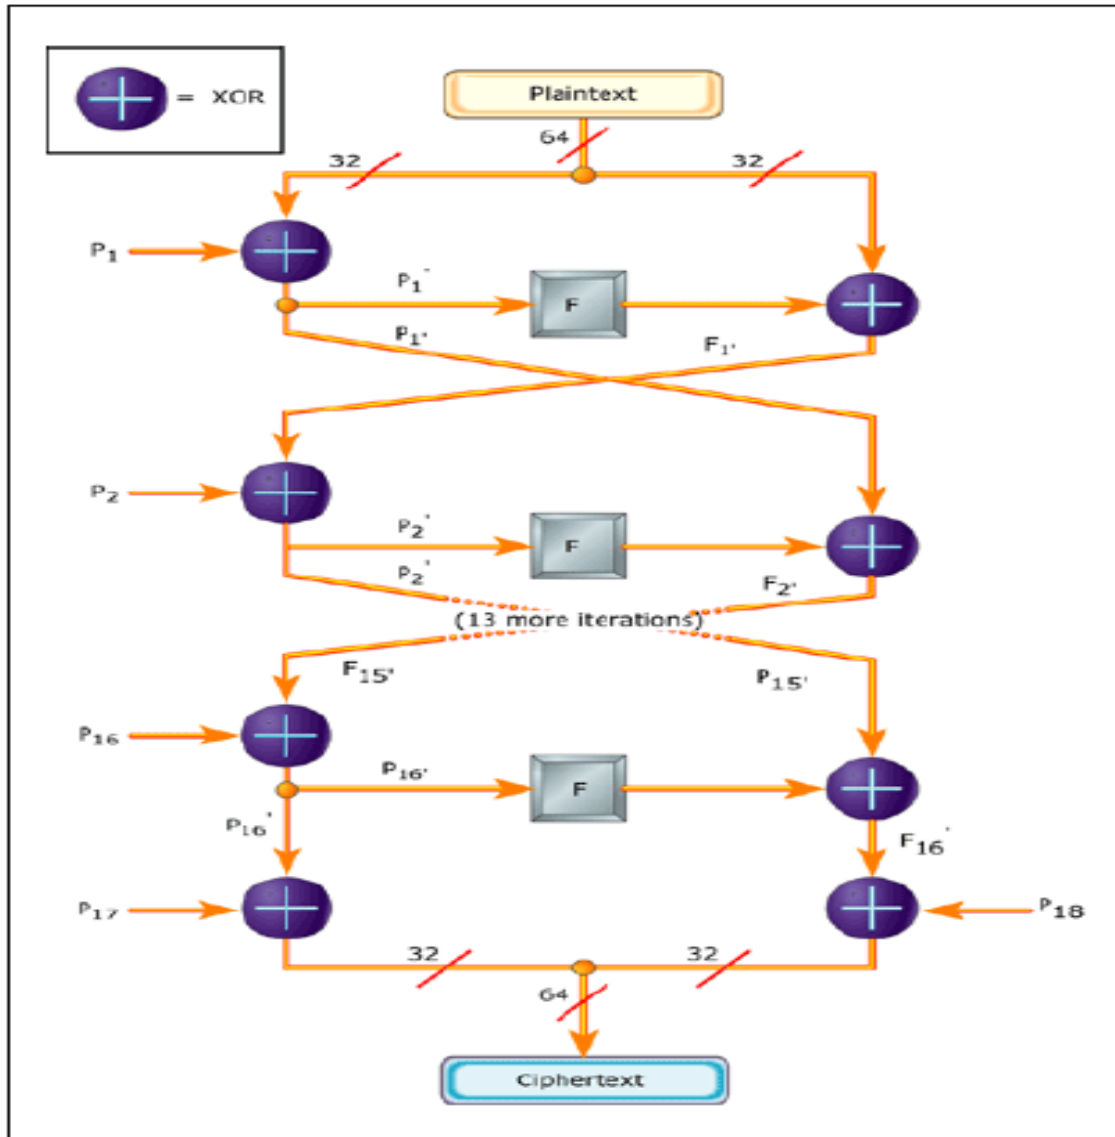 = XOR
Plaintext
64
32
32
P1
P1'
F
P1'
F1'
P2
P2'
F
P2'
F2'
(13 more iterations)
F15'
P15'
P16
P16'
F
P16'
F16'
P17
P18
32
32
64
Ciphertext